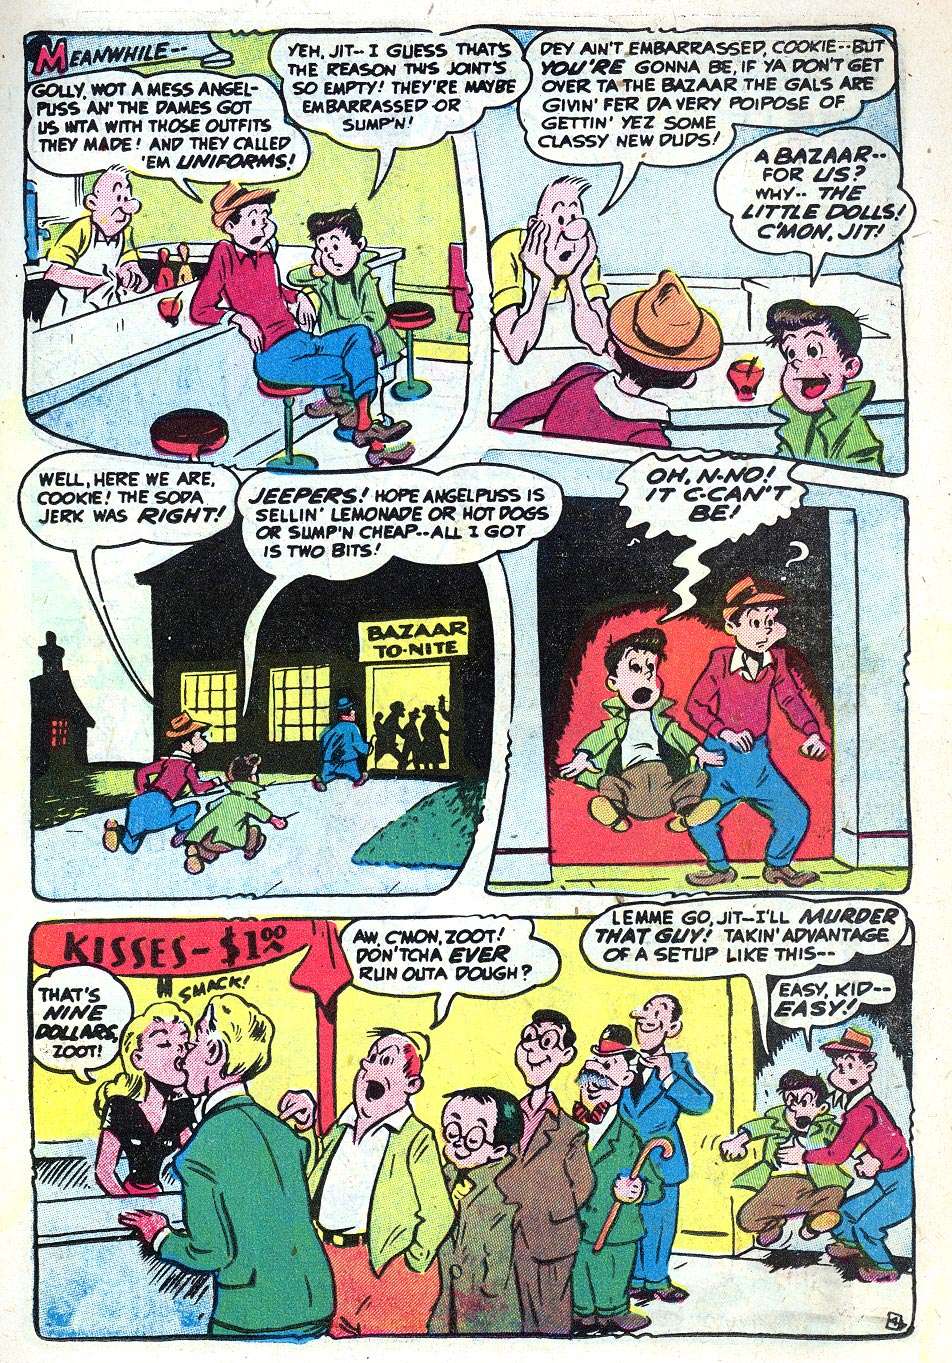 MEANWHILE--
GOLLY, WOT A MESS ANGEL-
PUSS AN' THE DAMES GOT
US INTA WITH THOSE OUTFITS
THEY MADE! AND THEY CALLED
'EM UNIFORMS!
YEH, JIT--I GUESS THAT'S
THE REASON THIS JOINT'S
SO EMPTY! THEY'RE MAYBE
EMBARRASSED OR
SUMP'N!
DEY AIN'T EMBARRASSED, COOKIE--BUT
YOU'RE GONNA BE, IF YA DON'T GET
OVER TA THE BAZAAR THE GALS ARE
GIVIN' FER DA VERY POIPOSE OF
GETTIN' YEZ SOME
CLASSY NEW DUDS!
A BAZAAR--
FOR US?
WHY-- THE
LITTLE DOLLS!
C'MON, JIT!
WELL, HERE WE ARE,
COOKIE! THE SODA
JERK WAS RIGHT!
JEEPERS! HOPE ANGELPUSS IS
SELLIN' LEMONADE OR HOT DOGS
OR SUMP'N CHEAP--ALL I GOT
IS TWO BITS!
BAZAAR
TO-NITE
OH, N-NO!
IT C-CAN'T
BE!
?
KISSES-$1.00
SMACK!
THAT'S
NINE
DOLLARS,
ZOOT!
AW, C'MON, ZOOT!
DON'TCHA EVER
RUN OUTA DOUGH?
LEMME GO, JIT--I'LL MURDER
THAT GUY! TAKIN' ADVANTAGE
OF A SETUP LIKE THIS--
EASY, KID--
EASY!
4